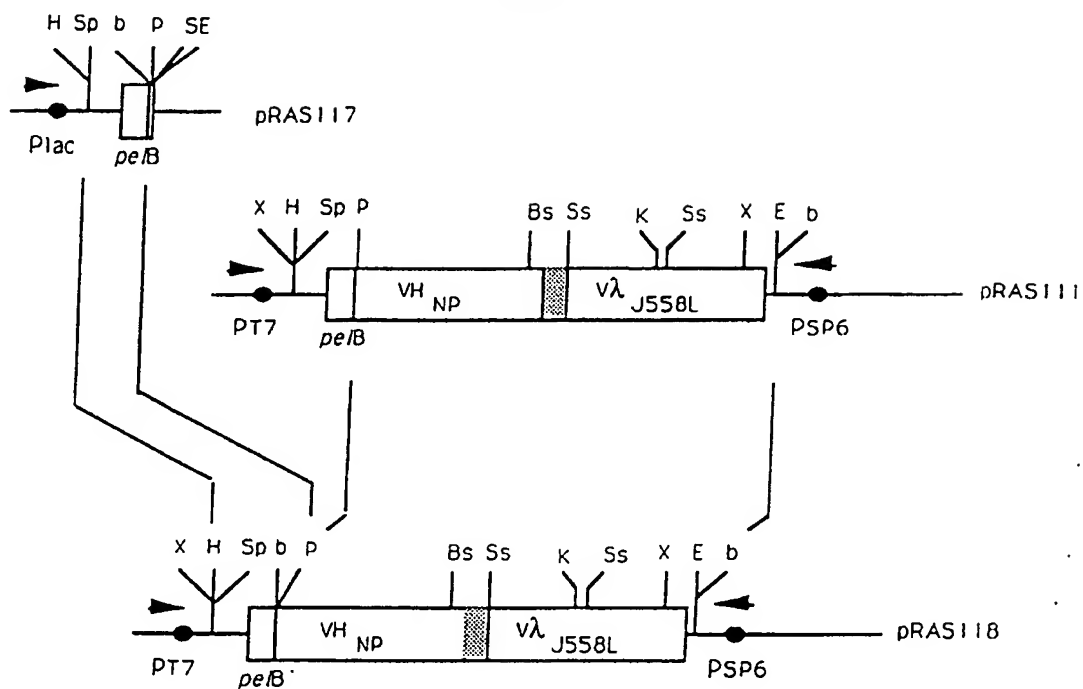 H Sp b P SE
pRAS117
Plac
pelB
X H Sp P Bs Ss K Ss X E b
VH NP Vλ J558L
pRAS111
PT7 pelB PSP6
X H Sp b P Bs Ss K Ss X E b
VH NP Vλ J558L
pRAS118
PT7 pelB PSP6